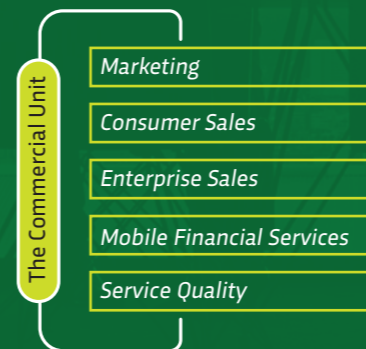 The Commercial Unit
Marketing
Consumer Sales
Enterprise Sales
Mobile Financial Services
Service Quality